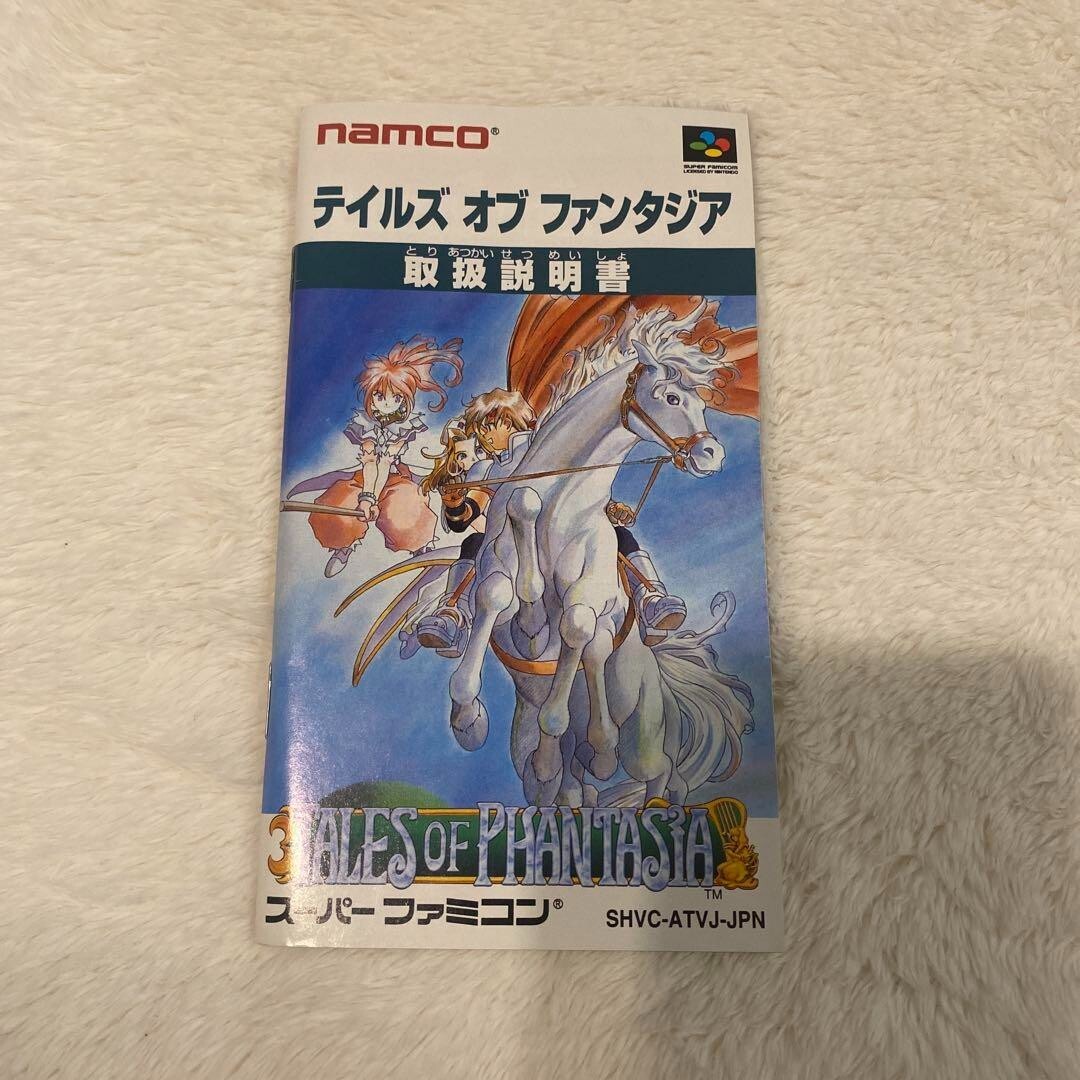 namco®
SUPER FAMICOM
LICENSED BY NINTENDO
テイルズ オブ ファンタジア
とり あつかい せつ めい しょ
取扱説明書
TALES OF PHANTASIA
TM
スーパーファミコン®
SHVC-ATVJ-JPN